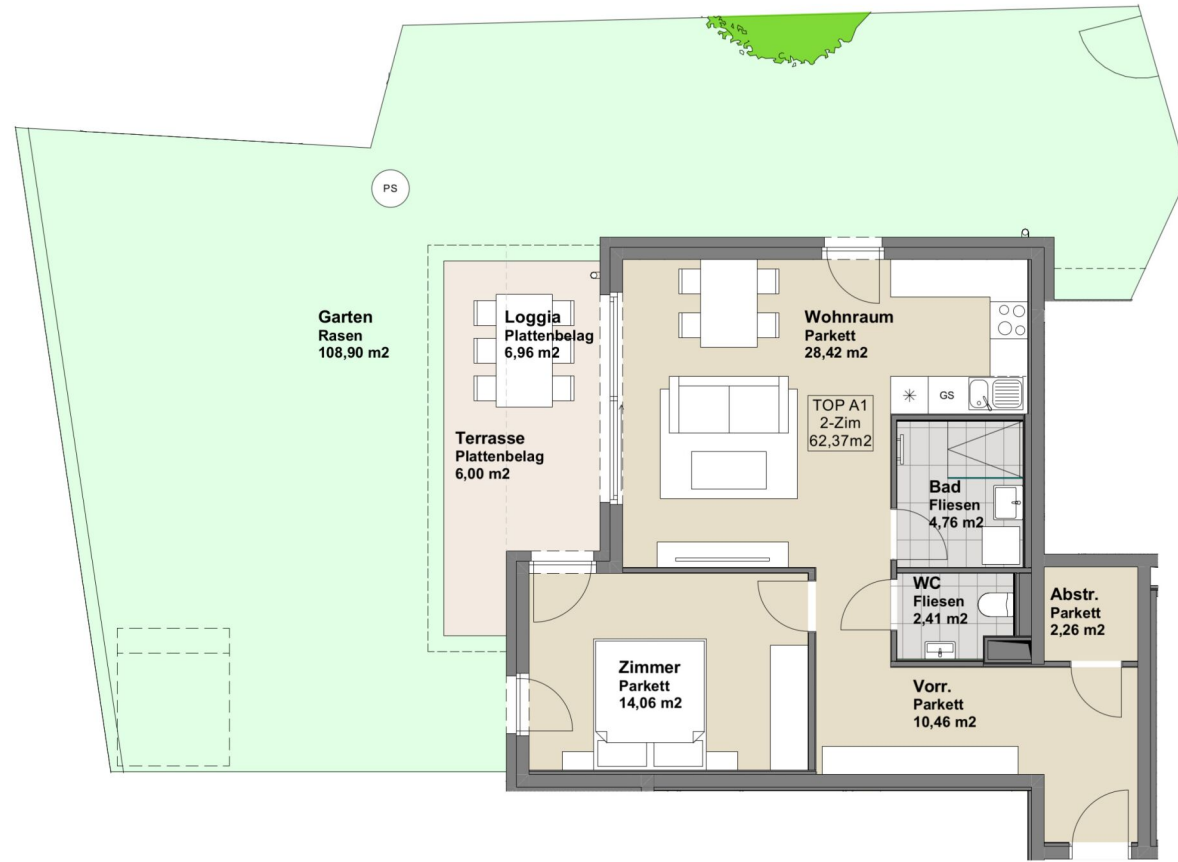 PS
Garten
Rasen
108,90 m2
Loggia
Plattenbelag
6,96 m2
Wohnraum
Parkett
28,42 m2
GS
TOP A1
2-Zim
62,37m2
Terrasse
Plattenbelag
6,00 m2
Bad
Fliesen
4,76 m2
WC
Fliesen
2,41 m2
Abstr.
Parkett
2,26 m2
Zimmer
Parkett
14,06 m2
Vorr.
Parkett
10,46 m2